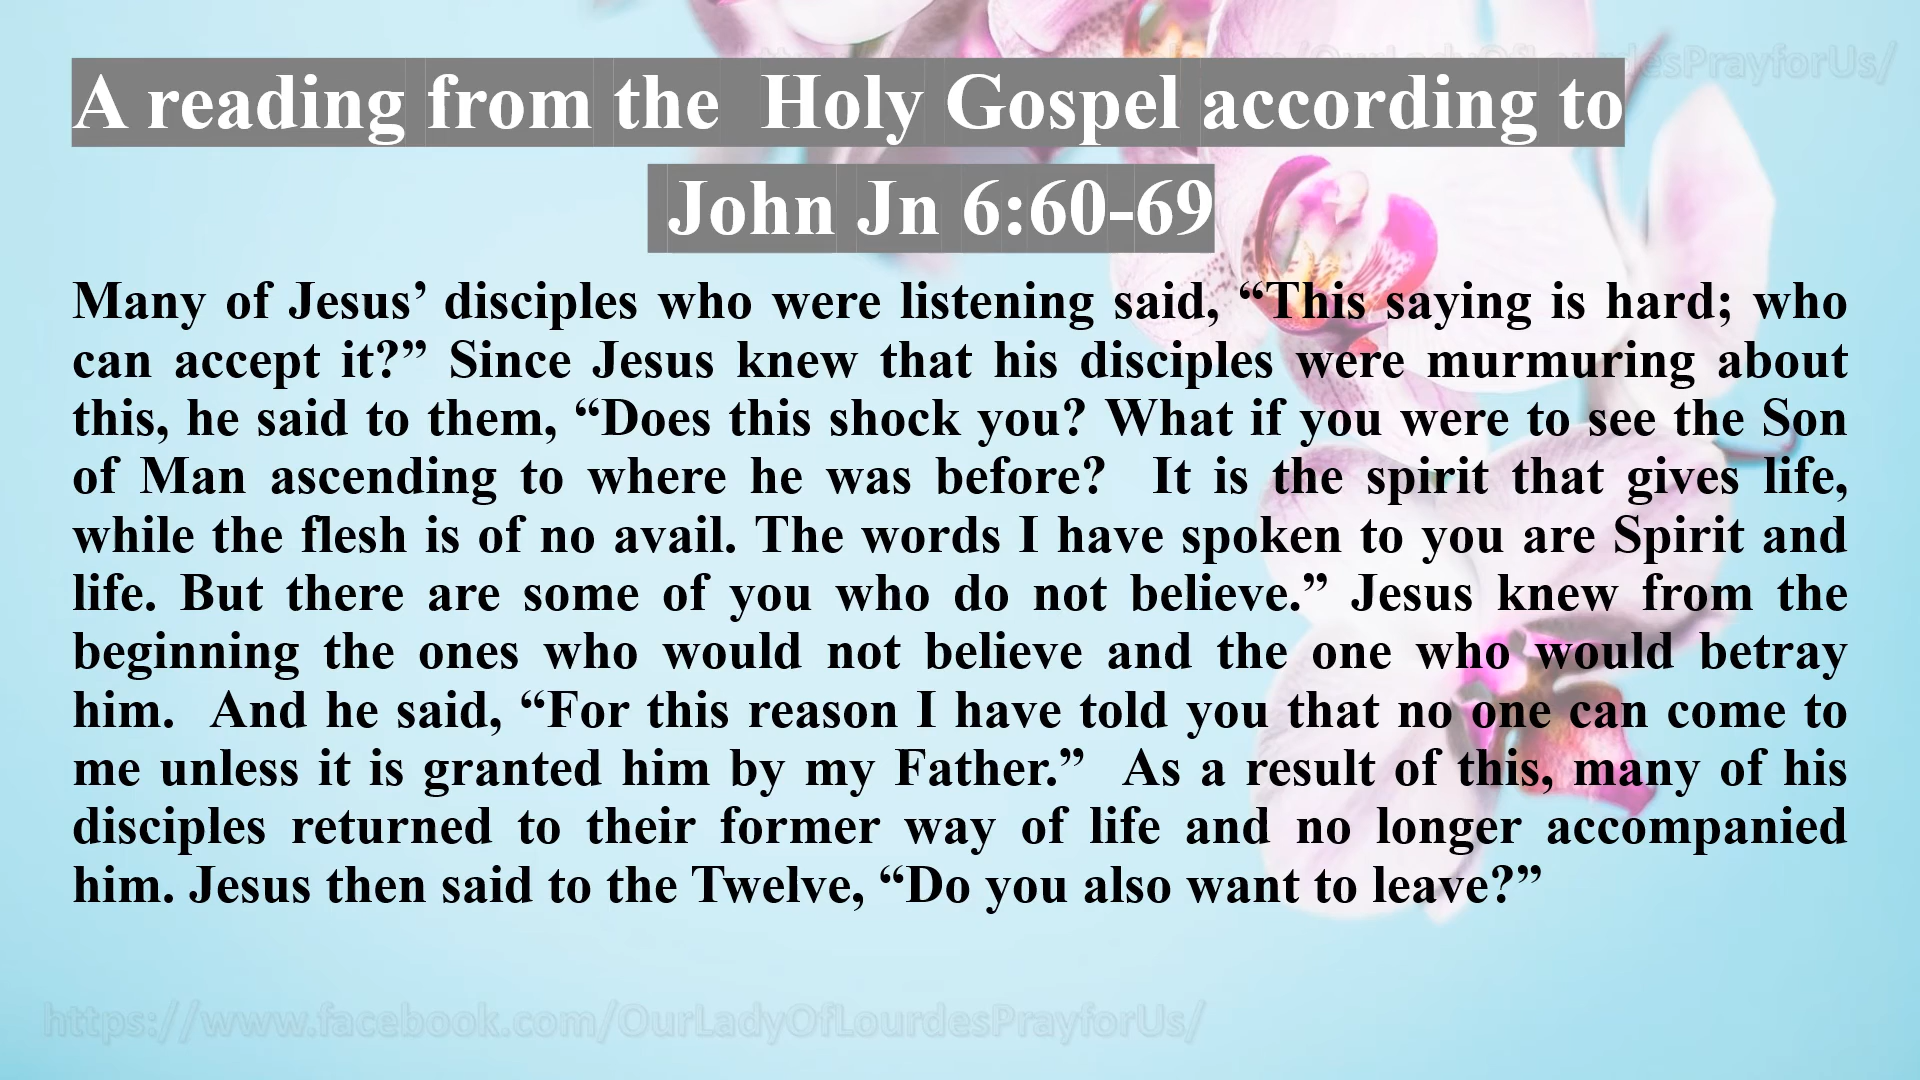 https://www.facebook.com/OurLadyOfLourdesPrayforUs/
A reading from the  Holy Gospel according to
John Jn 6:60-69
Many of Jesus’ disciples who were listening said, “This saying is hard; who
can accept it?” Since Jesus knew that his disciples were murmuring about
this, he said to them, “Does this shock you? What if you were to see the Son
of Man ascending to where he was before?  It is the spirit that gives life,
while the flesh is of no avail. The words I have spoken to you are Spirit and
life. But there are some of you who do not believe.” Jesus knew from the
beginning the ones who would not believe and the one who would betray
him.  And he said, “For this reason I have told you that no one can come to
me unless it is granted him by my Father.”  As a result of this, many of his
disciples returned to their former way of life and no longer accompanied
him. Jesus then said to the Twelve, “Do you also want to leave?”
https://www.facebook.com/OurLadyOfLourdesPrayforUs/